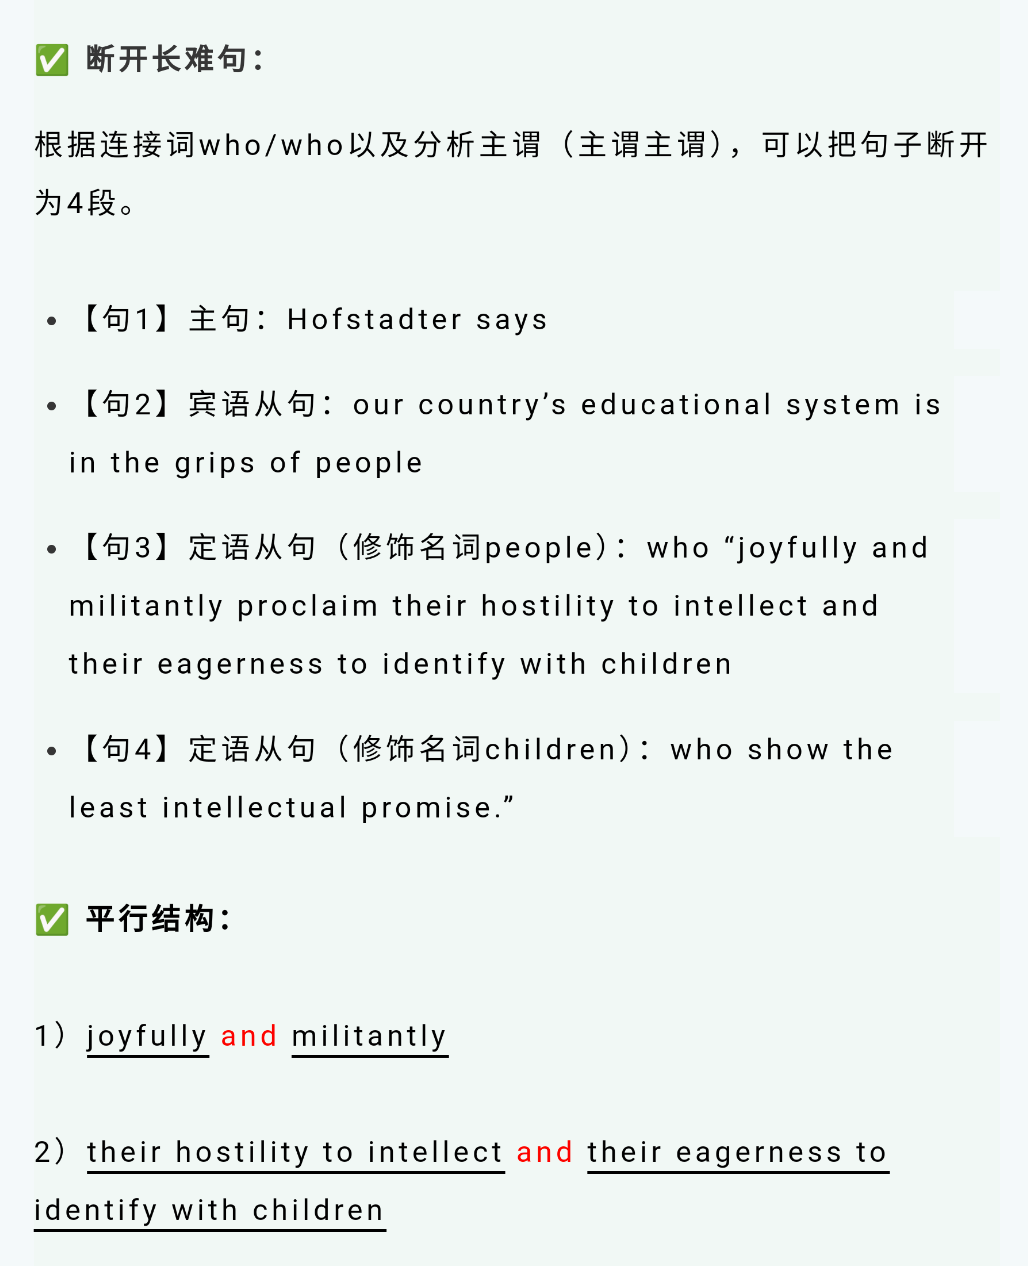 ✅ 断开长难句：
根据连接词who/who以及分析主谓（主谓主谓），可以把句子断开
为4段。
• 【句1】主句：Hofstadter says
• 【句2】宾语从句：our country’s educational system is
in the grips of people
• 【句3】定语从句（修饰名词people）：who “joyfully and
militantly proclaim their hostility to intellect and
their eagerness to identify with children
• 【句4】定语从句（修饰名词children）：who show the
least intellectual promise.”
✅ 平行结构：
1）joyfully and militantly
2）their hostility to intellect and their eagerness to
identify with children